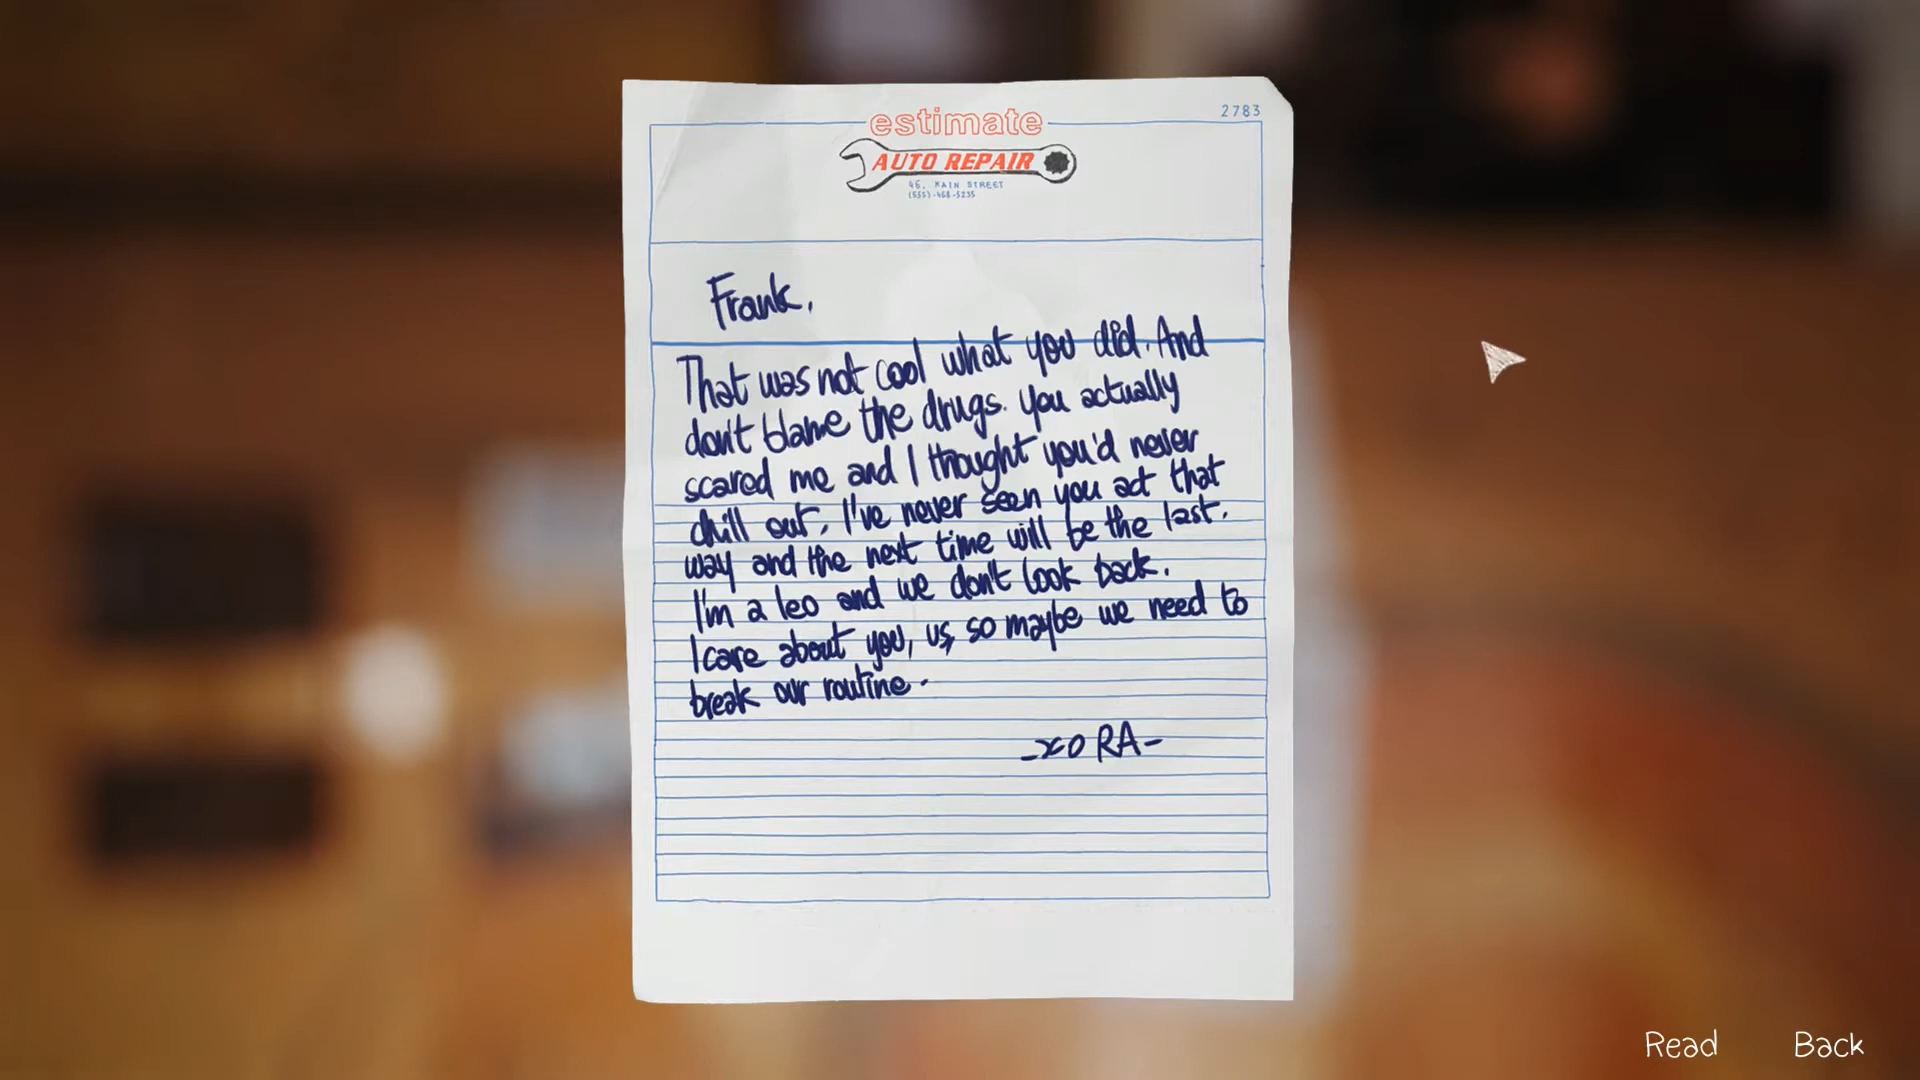 2783
estimate
AUTO REPAIR
46, MAIN STREET
(555)-468-5235
Frank,
That was not cool what you did. And
don't blame the drugs. You actually
scared me and I thought you'd never
chill out. I've never seen you act that
way and the next time will be the last.
I'm a leo and we don't look back.
I care about you, us, so maybe we need to
break our routine.
-xo RA-
Read Back